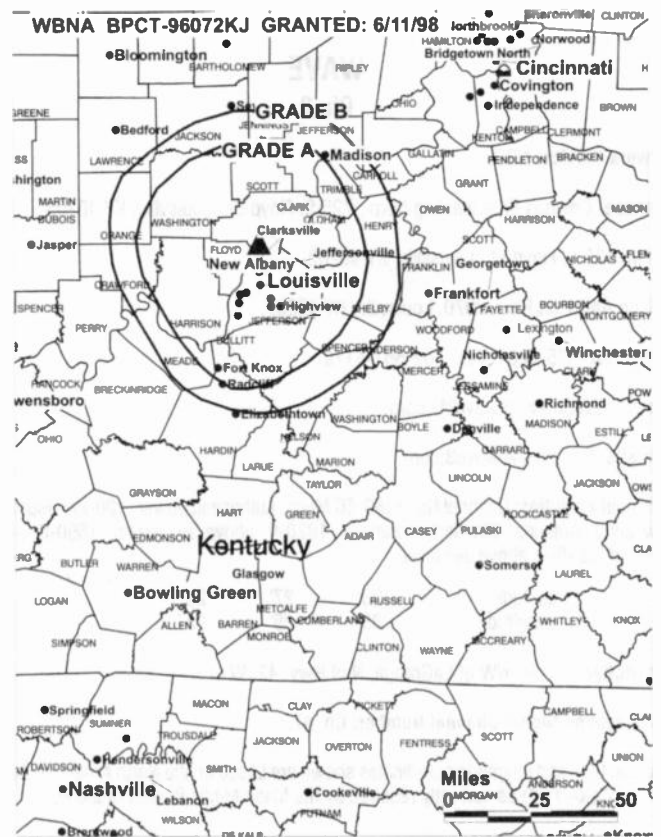 WBNA BPCT-96072KJ GRANTED: 6/11/98
Sharonville CLINTON
HAMILTON Norwood
Bridgetown North
Bloomington
BARTHOLOMEW RIPLEY
Cincinnati
Covington
OHIO Independence BROWN
GREENE
GRADE B
JENNINGS JEFFERSON
Bedford JACKSON
KENTON CAMPBELL CLERMONT
LAWRENCE GRADE A Madison
GALLATIN PENDLETON BRACKEN
CARROLL
SCOTT TRIMBLE GRANT
MARTIN
DUBOIS
CLARK OWEN MASON
WASHINGTON OLDHAM HENRY HARRISON
ORANGE Clarksville
Jasper FLOYD Jeffersonville SCOTT
New Albany FRANKLIN Georgetown NICHOLAS
Louisville
CRAWFORD Frankfort
SPENCER Highview SHELBY FAYETTE BOURBON
HARRISON JEFFERSON MONTGOMERY
PERRY WOODFORD Lexington
BULLITT SPENCER ANDERSON
MEADE Nicholasville Winchester
Fort Knox MERCER CLARK
HANCOCK Radcliff JESSAMINE
BRECKINRIDGE
wensboro Elizabethtown WASHINGTON Richmond
BOYLE Danville MADISON ESTILL
OHIO NELSON GARRARD
HARDIN
LARUE MARION
LINCOLN
GRAYSON TAYLOR JACKSON
HART GREEN ROCKCASTLE
EDMONSON ADAIR CASEY PULASKI
Kentucky
BUTLER WARREN Somerset
Glasgow LAUREL
LOGAN Bowling Green RUSSELL
METCALFE
ALLEN BARREN CUMBERLAND WHITLEY KNOX
MONROE
SIMPSON CLINTON WAYNE MCCREARY
MACON CLAY PICKETT CAMPBELL
Springfield
ROBERTSON SUMNER TROUSDALE JACKSON OVERTON FENTRESS SCOTT
UNION
Hendersonville
DAVIDSON SMITH
Miles ANDERSON
Nashville Lebanon Cookeville
MORGAN
PUTNAM 0 25 50
WILSON
Brentwood DE KALB